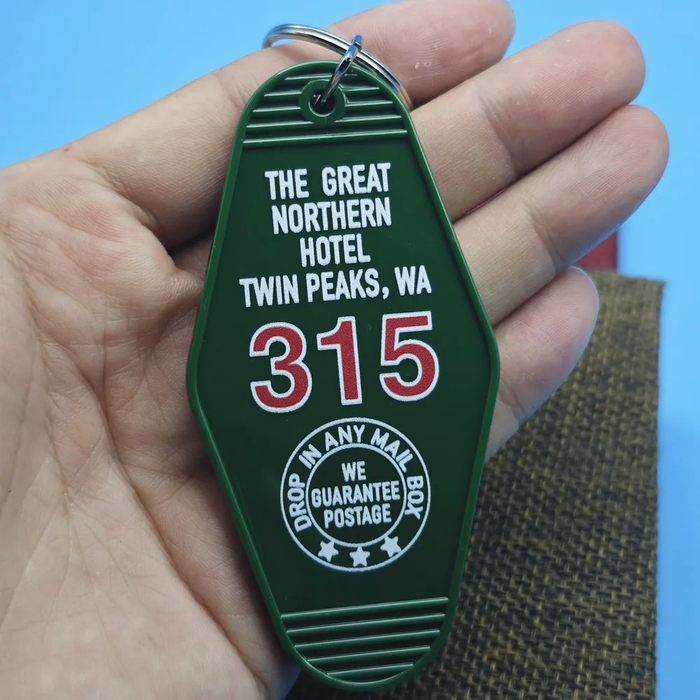 THE GREAT
NORTHERN
HOTEL
TWIN PEAKS, WA
315
DROP IN ANY MAIL BOX
WE
GUARANTEE
POSTAGE